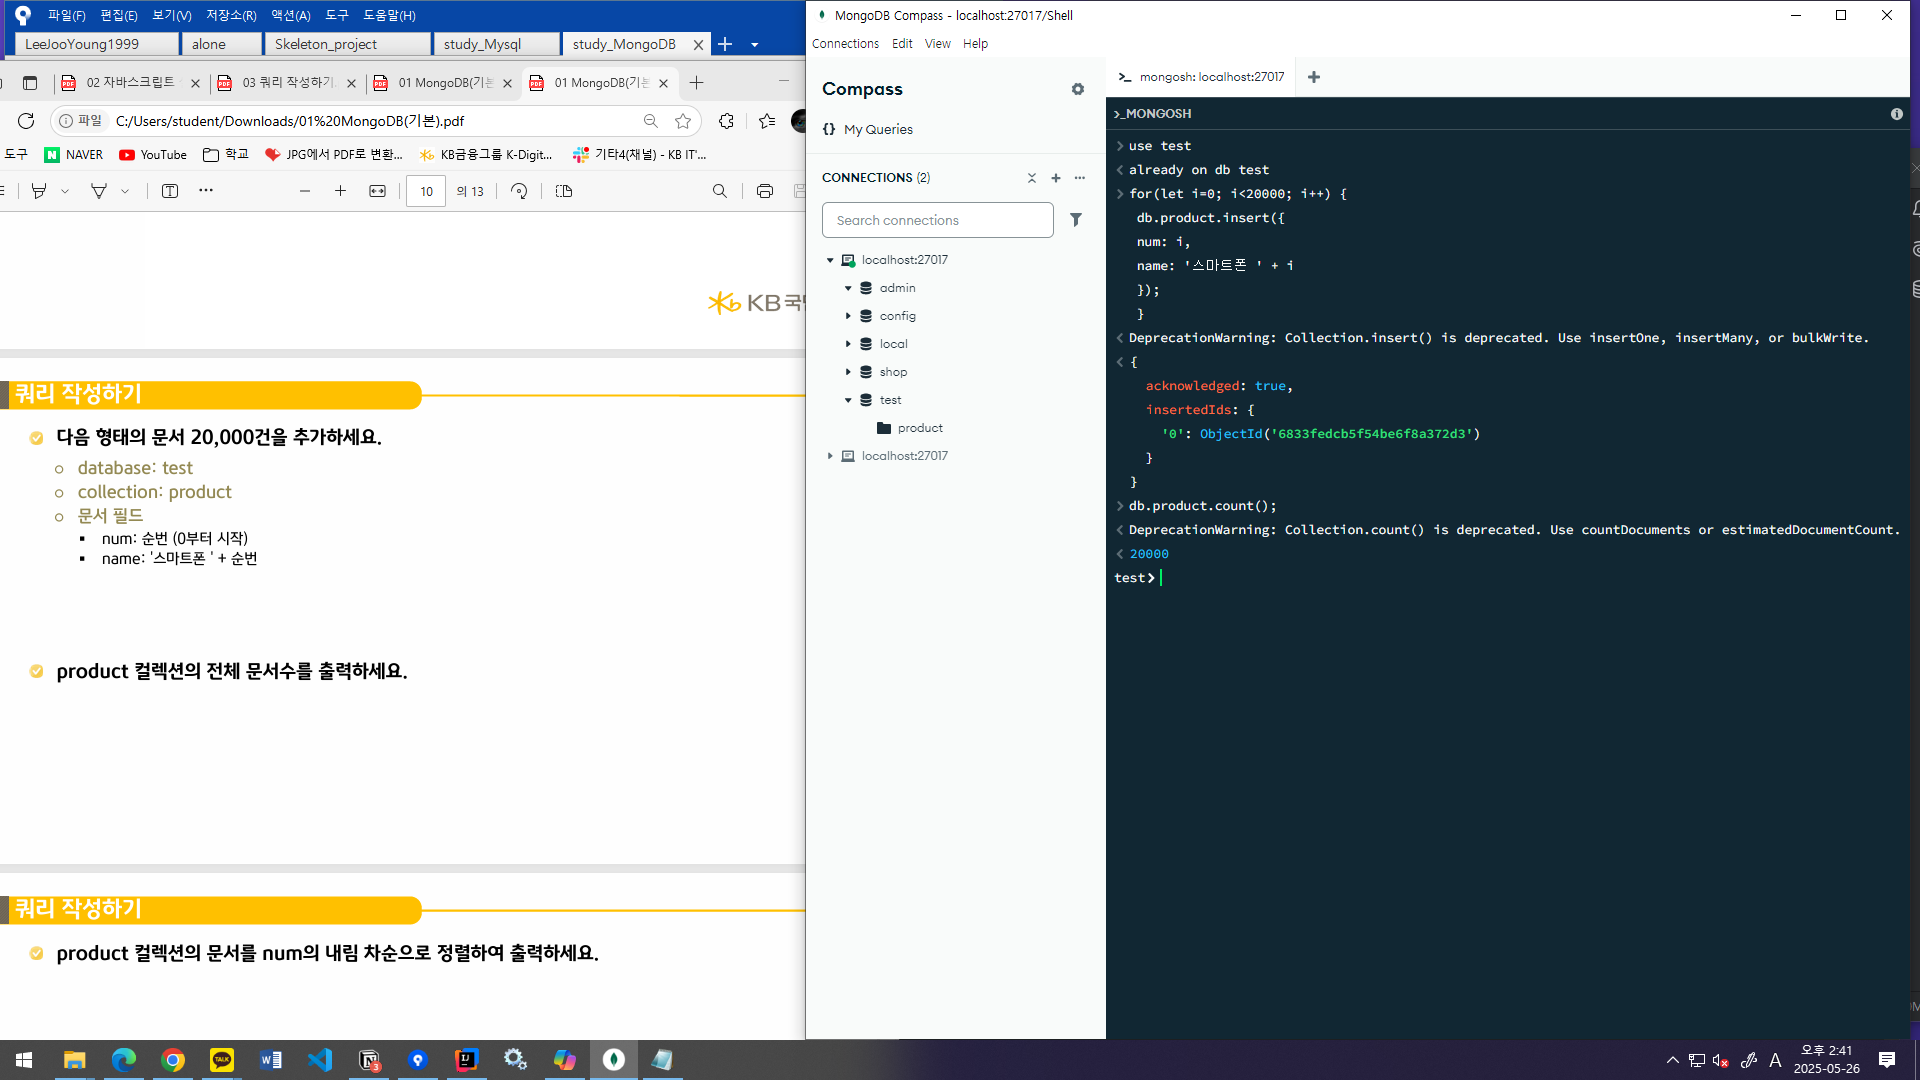 파일(F) 편집(E) 보기(V) 저장소(R) 액션(A) 도구 도움말(H)
LeeJooYoung1999 alone Skeleton_project study_Mysql study_MongoDB
02 자바스크립트 03 쿼리 작성하기 01 MongoDB(기본 01 MongoDB(기본
파일 C:/Users/student/Downloads/01%20MongoDB(기본).pdf
도구 NAVER YouTube 학교 JPG에서 PDF로 변환... KB금융그룹 K-Digit... 기타4(채널) - KB IT'...
10 의 13
KB국민
쿼리 작성하기
다음 형태의 문서 20,000건을 추가하세요.
database: test
collection: product
문서 필드
num: 순번 (0부터 시작)
name: '스마트폰 ' + 순번
product 컬렉션의 전체 문서수를 출력하세요.
쿼리 작성하기
product 컬렉션의 문서를 num의 내림 차순으로 정렬하여 출력하세요.
MongoDB Compass - localhost:27017/Shell
Connections Edit View Help
Compass
{} My Queries
CONNECTIONS (2)
Search connections
localhost:27017
admin
config
local
shop
test
product
localhost:27017
mongosh: localhost:27017
>_MONGOSH
> use test
< already on db test
> for(let i=0; i<20000; i++) {
db.product.insert({
num: i,
name: '스마트폰 ' + i
});
}
< DeprecationWarning: Collection.insert() is deprecated. Use insertOne, insertMany, or bulkWrite.
< {
acknowledged: true,
insertedIds: {
'0': ObjectId('6833fedcb5f54be6f8a372d3')
}
}
> db.product.count();
< DeprecationWarning: Collection.count() is deprecated. Use countDocuments or estimatedDocumentCount.
< 20000
test>
TALK
A
오후 2:41
2025-05-26